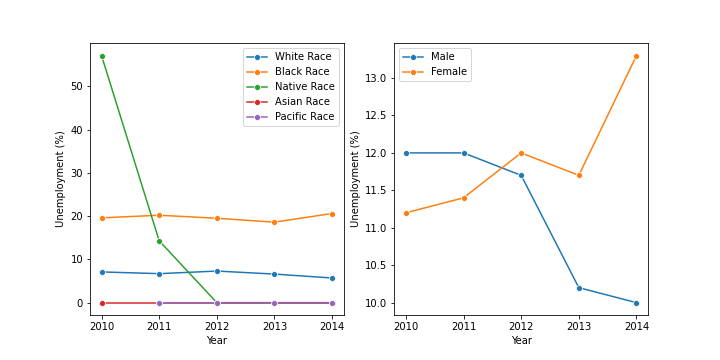 White Race
Black Race
Native Race
Asian Race
Pacific Race
Unemployment (%)
50
40
30
20
10
0
2010 2011 2012 2013 2014
Year
Male
Female
Unemployment (%)
13.0
12.5
12.0
11.5
11.0
10.5
10.0
2010 2011 2012 2013 2014
Year